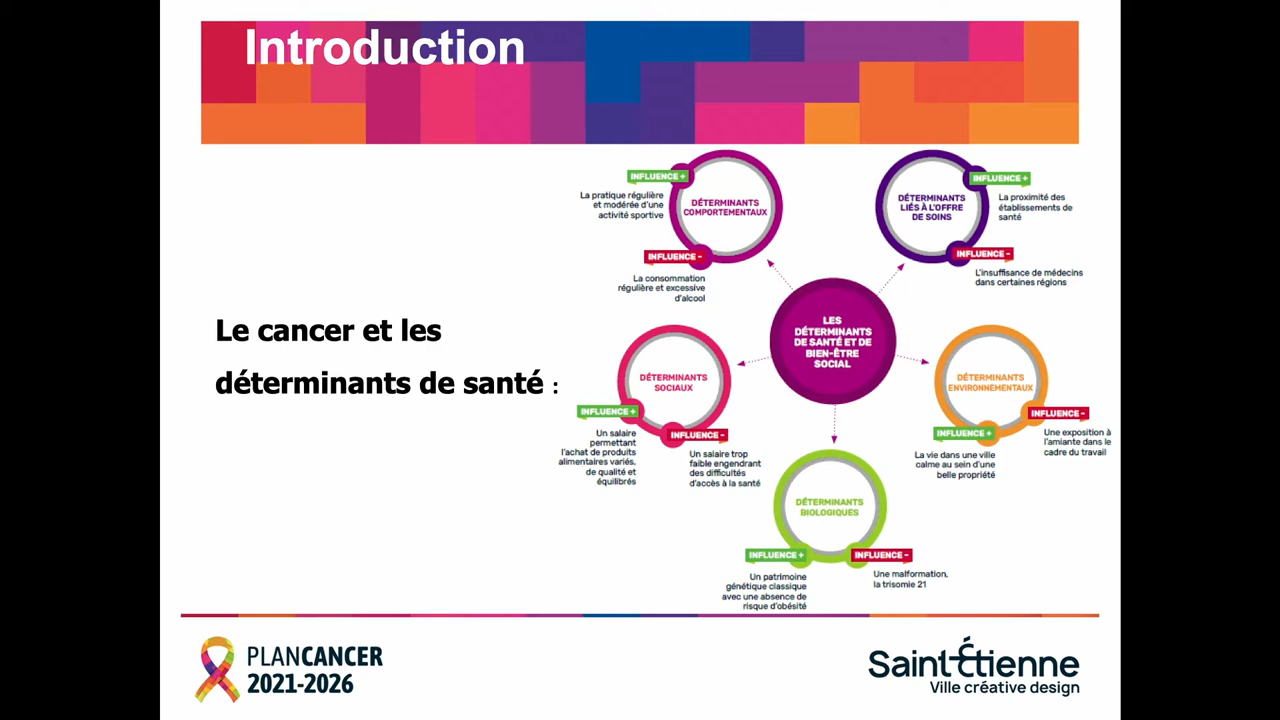 Introduction
INFLUENCE +
La pratique régulière
et modérée d'une
activité sportive
DÉTERMINANTS
COMPORTEMENTAUX
INFLUENCE -
La consommation
régulière et excessive
d'alcool
DÉTERMINANTS
LIÉS À L'OFFRE
DE SOINS
INFLUENCE +
La proximité des
établissements de
santé
INFLUENCE -
L'insuffisance de médecins
dans certaines régions
Le cancer et les
déterminants de santé :
LES
DÉTERMINANTS
DE SANTÉ ET DE
BIEN-ÊTRE
SOCIAL
DÉTERMINANTS
SOCIAUX
INFLUENCE +
Un salaire
permettant
l'achat de produits
alimentaires variés,
de qualité et
équilibrés
INFLUENCE -
Un salaire trop
faible engendrant
des difficultés
d'accès à la santé
DÉTERMINANTS
ENVIRONNEMENTAUX
INFLUENCE +
La vie dans une ville
calme au sein d'une
belle propriété
INFLUENCE -
Une exposition à
l'amiante dans le
cadre du travail
DÉTERMINANTS
BIOLOGIQUES
INFLUENCE +
Un patrimoine
génétique classique
avec une absence de
risque d'obésité
INFLUENCE -
Une malformation,
la trisomie 21
PLANCANCER
2021-2026
Saint-Étienne
Ville créative design